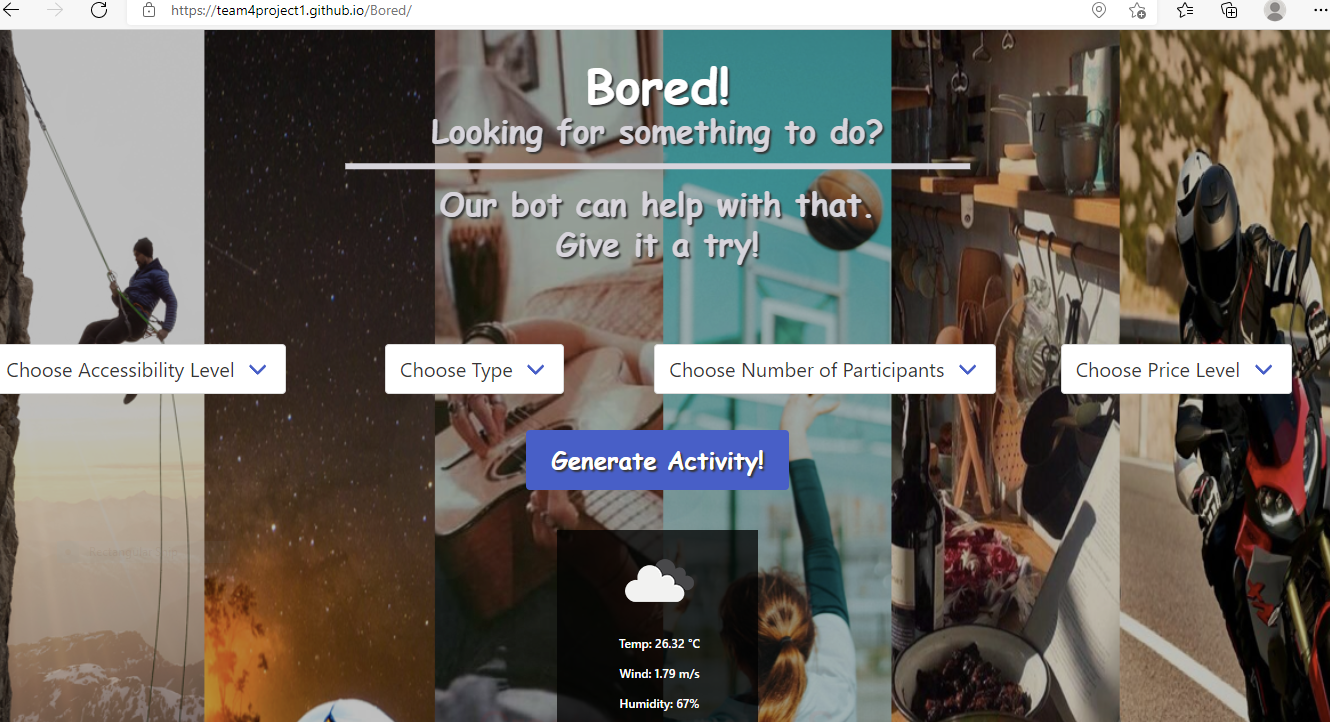 https://team4project1.github.io/Bored/
Bored!
Looking for something to do?
Our bot can help with that.
Give it a try!
Choose Accessibility Level
Choose Type
Choose Number of Participants
Choose Price Level
Generate Activity!
Temp: 26.32 °C
Wind: 1.79 m/s
Humidity: 67%